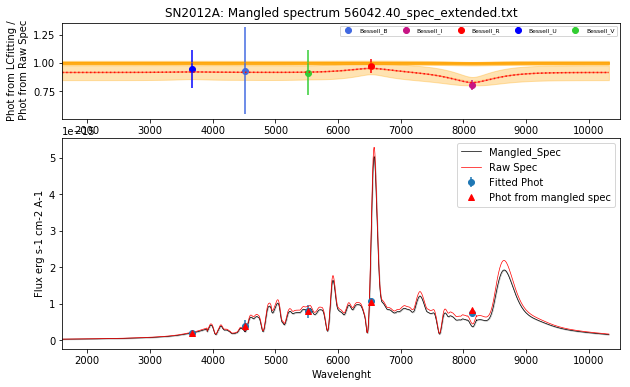 SN2012A: Mangled spectrum 56042.40_spec_extended.txt
Phot from LCfitting /
Phot from Raw Spec
1.25
1.00
0.75
Bessell_B
Bessell_I
Bessell_R
Bessell_U
Bessell_V
2000 3000 4000 5000 6000 7000 8000 9000 10000
1e-15
Flux erg s-1 cm-2 A-1
5
4
3
2
1
0
Mangled_Spec
Raw Spec
Fitted Phot
Phot from mangled spec
2000 3000 4000 5000 6000 7000 8000 9000 10000
Wavelenght